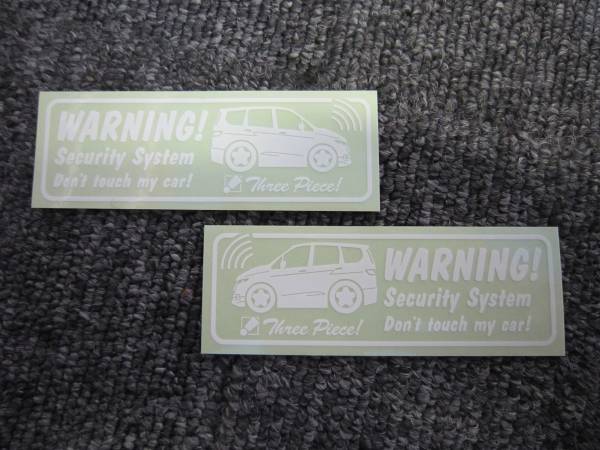 WARNING!
Security System
Don't touch my car!
Three Piece!
WARNING!
Security System
Don't touch my car!
Three Piece!